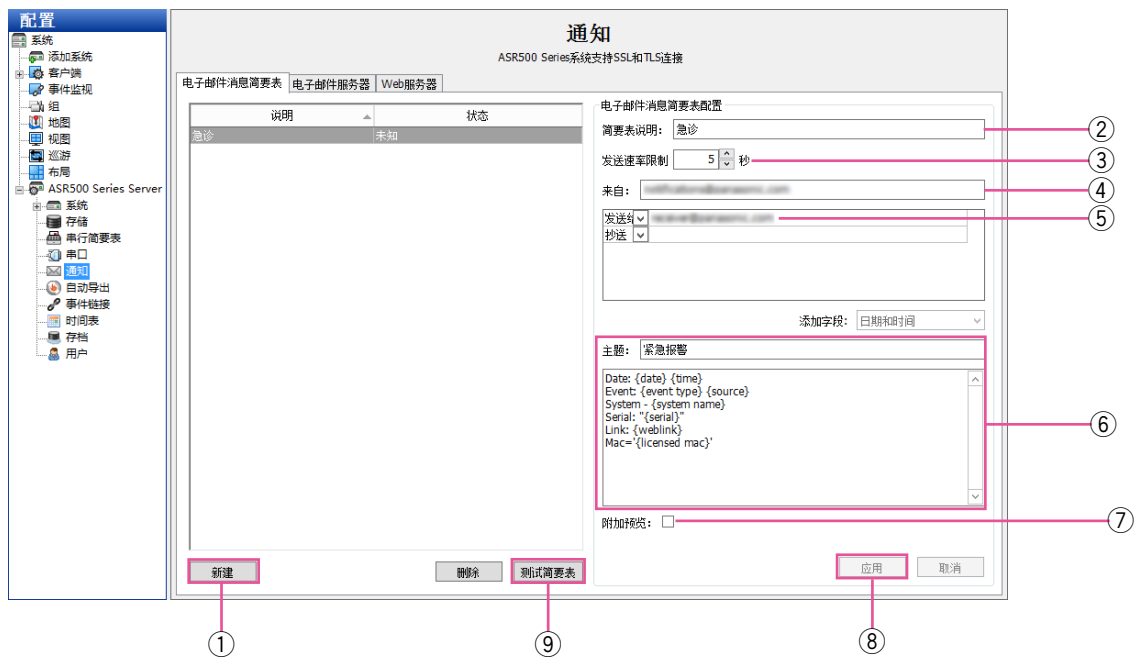 配置
系统
添加系统
客户端
事件监视
组
地图
视图
巡游
布局
ASR500 Series Server
系统
存储
串行简要表
串口
通知
自动导出
事件链接
时间表
存档
用户
通知
ASR500 Series系统支持SSL和TLS连接
电子邮件消息简要表 电子邮件服务器 Web服务器
说明 状态
急诊 未知
新建 删除 测试简要表
电子邮件消息简要表配置
简要表说明: 急诊
发送速率限制 5 秒
来自: notifications@panasonic.com
发送给 receiver@panasonic.com
抄送
添加字段: 日期和时间
主题: 紧急报警
Date: {date} {time}
Event: {event type} {source}
System - {system name}
Serial: "{serial}"
Link: {weblink}
Mac='{licensed mac}'
附加预览:
应用 取消
②
③
④
⑤
⑥
⑦
① ⑨ ⑧